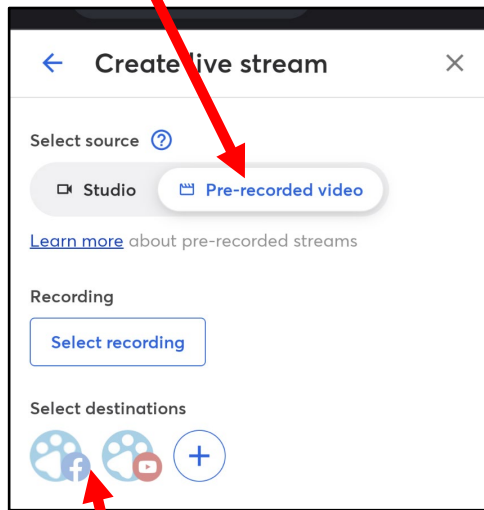 Create live stream
Select source
Studio
Pre-recorded video
Learn more about pre-recorded streams
Recording
Select recording
Select destinations